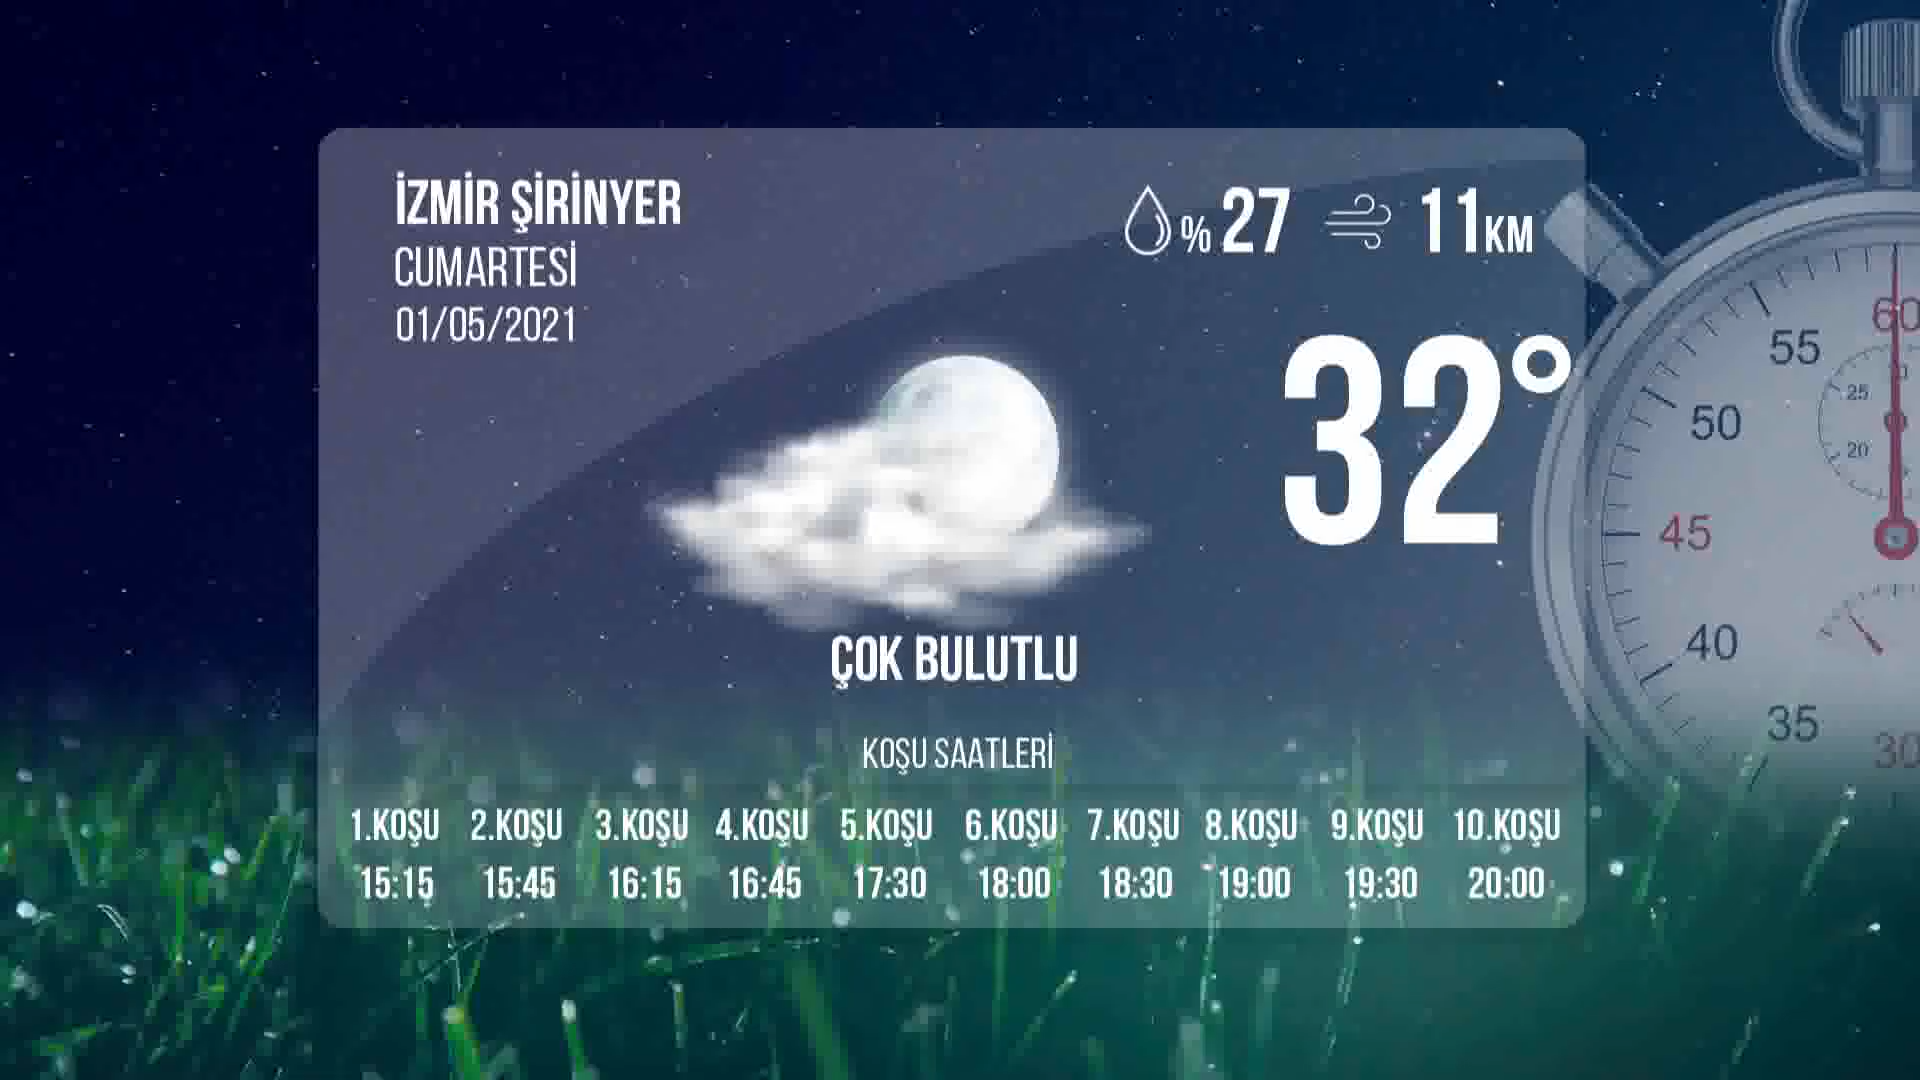 İZMİR ŞİRİNYER
CUMARTESİ
01/05/2021
%27 11KM
32°
ÇOK BULUTLU
KOŞU SAATLERİ
1.KOŞU 2.KOŞU 3.KOŞU 4.KOŞU 5.KOŞU 6.KOŞU 7.KOŞU 8.KOŞU 9.KOŞU 10.KOŞU
15:15 15:45 16:15 16:45 17:30 18:00 18:30 19:00 19:30 20:00
60
55
25
50
20
45
40
35
30